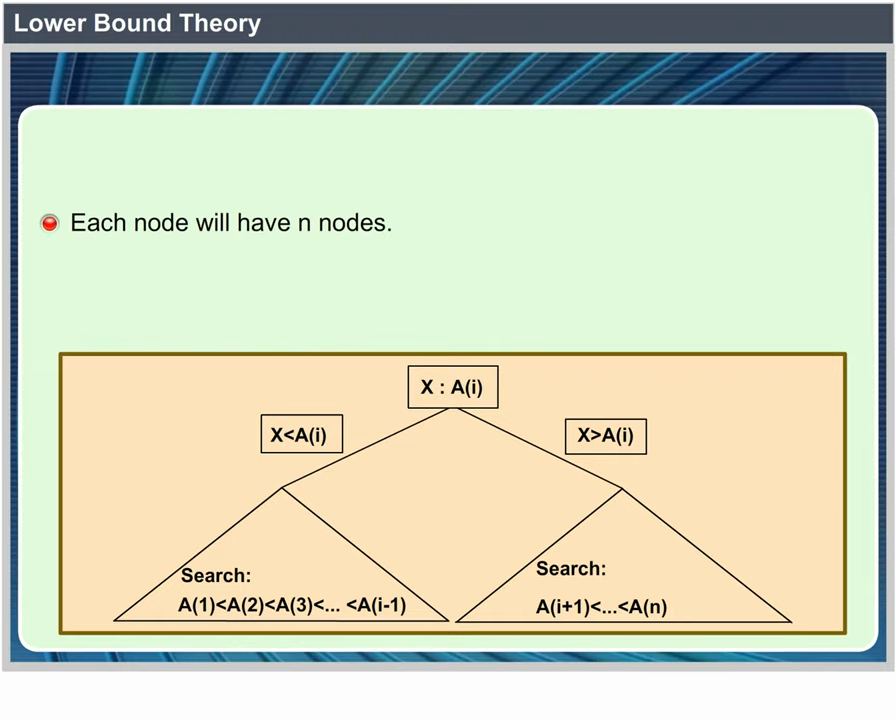 Lower Bound Theory
Each node will have n nodes.
X : A(i)
X<A(i)
X>A(i)
Search:
A(1)<A(2)<A(3)<... <A(i-1)
Search:
A(i+1)<...<A(n)